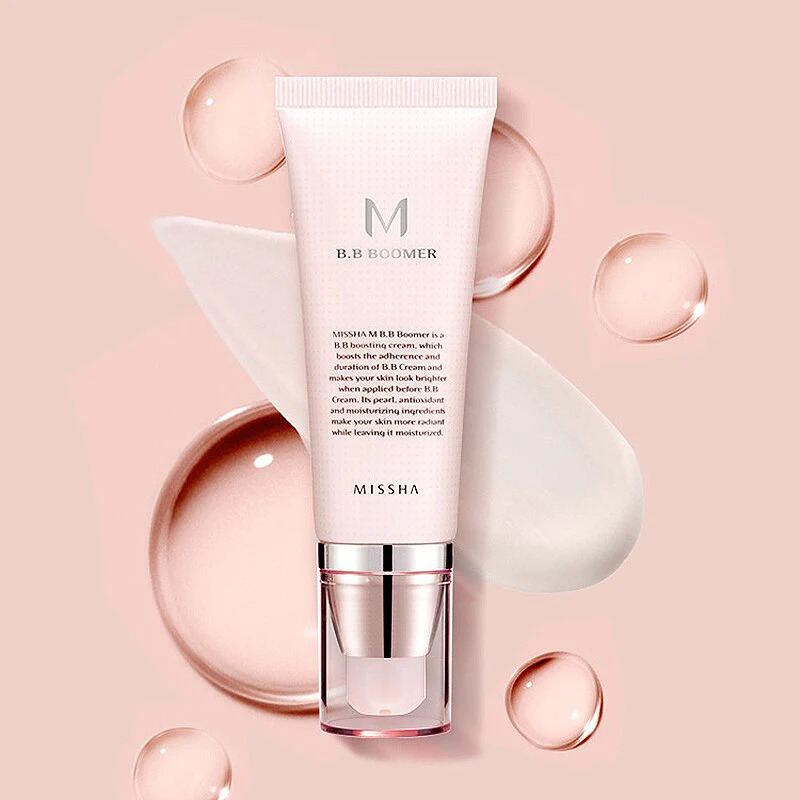 M
B.B BOOMER
MISSHA M B.B Boomer is a
B.B boosting cream, which
boosts the adherence and
duration of B.B Cream and
makes your skin look brighter
when applied before B.B
Cream. Its pearl, antioxidant
and moisturizing ingredients
make your skin more radiant
while leaving it moisturized.
MISSHA